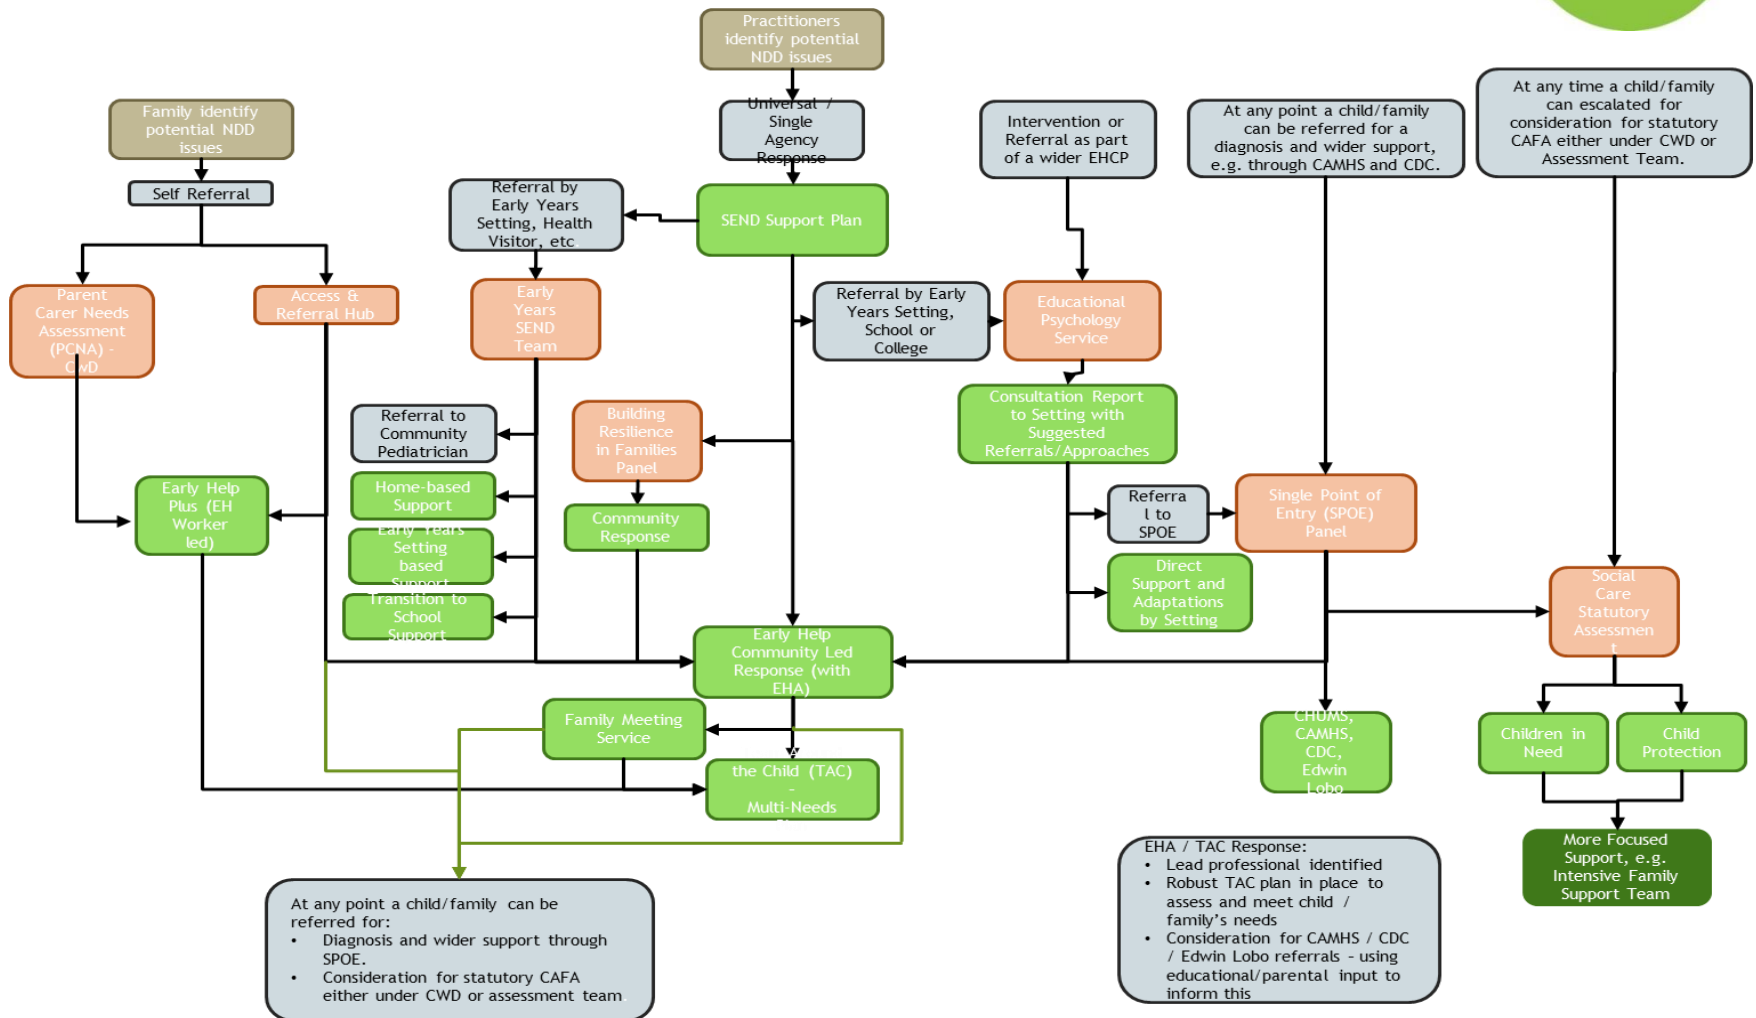 Practitioners
identify potential
NDD issues
Family identify
potential NDD
issues
Universal /
Single
Agency
Response
Intervention or
Referral as part
of a wider EHCP
At any point a child/family
can be referred for a
diagnosis and wider support,
e.g. through CAMHS and CDC.
At any time a child/family
can escalated for
consideration for statutory
CAFA either under CWD or
Assessment Team.
Self Referral
Referral by
Early Years
Setting, Health
Visitor, etc.
SEND Support Plan
Parent
Carer Needs
Assessment
(PCNA) -
CwD
Access &
Referral Hub
Early
Years
SEND
Team
Referral by Early
Years Setting,
School or
College
Educational
Psychology
Service
Referral to
Community
Pediatrician
Building
Resilience
in Families
Panel
Consultation Report
to Setting with
Suggested
Referrals/Approaches
Early Help
Plus (EH
Worker
led)
Home-based
Support
Community
Response
Early Years
Setting
based
Support
Transition to
School
Support
Referra
l to
SPOE
Single Point of
Entry (SPOE)
Panel
Direct
Support and
Adaptations
by Setting
Social
Care
Statutory
Assessmen
t
Early Help
Community Led
Response (with
EHA)
Family Meeting
Service
the Child (TAC)
–
Multi-Needs
CHUMS,
CAMHS,
CDC,
Edwin
Lobo
Children in
Need
Child
Protection
More Focused
Support, e.g.
Intensive Family
Support Team
At any point a child/family can be
referred for:
• Diagnosis and wider support through
SPOE.
• Consideration for statutory CAFA
either under CWD or assessment team.
EHA / TAC Response:
• Lead professional identified
• Robust TAC plan in place to
assess and meet child /
family's needs
• Consideration for CAMHS / CDC
/ Edwin Lobo referrals – using
educational/parental input to
inform this